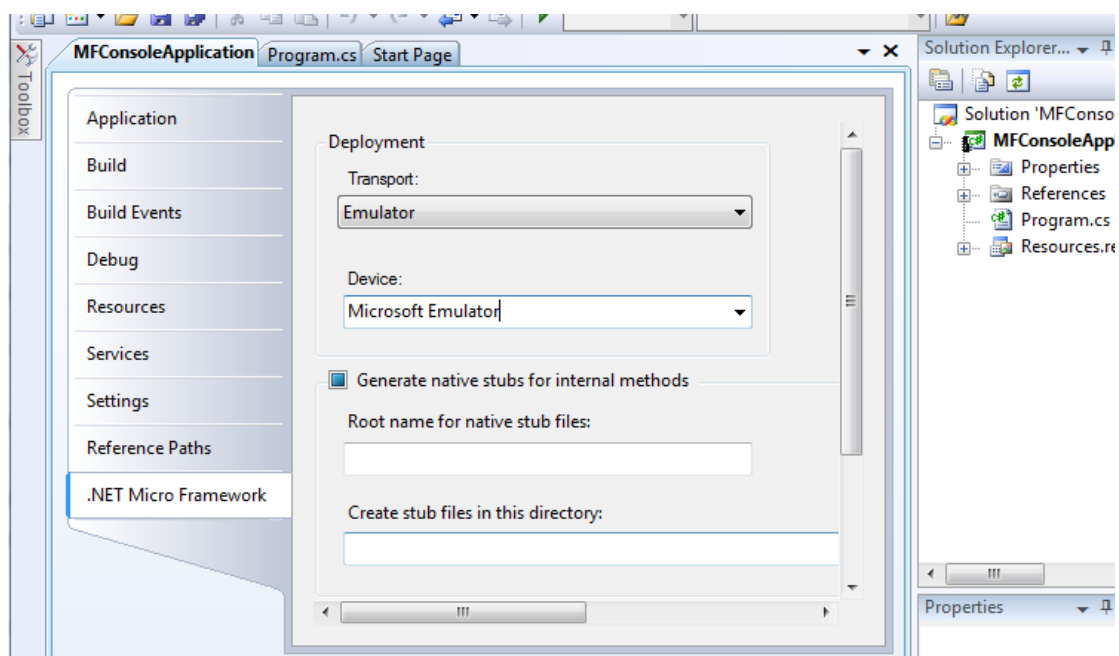 MFConsoleApplication Program.cs Start Page
Toolbox
Application
Build
Build Events
Debug
Resources
Services
Settings
Reference Paths
.NET Micro Framework
Deployment
Transport:
Emulator
Device:
Microsoft Emulator
Generate native stubs for internal methods
Root name for native stub files:
Create stub files in this directory:
Solution Explorer...
Solution 'MFConso
MFConsoleAppl
Properties
References
Program.cs
Resources.re
Properties